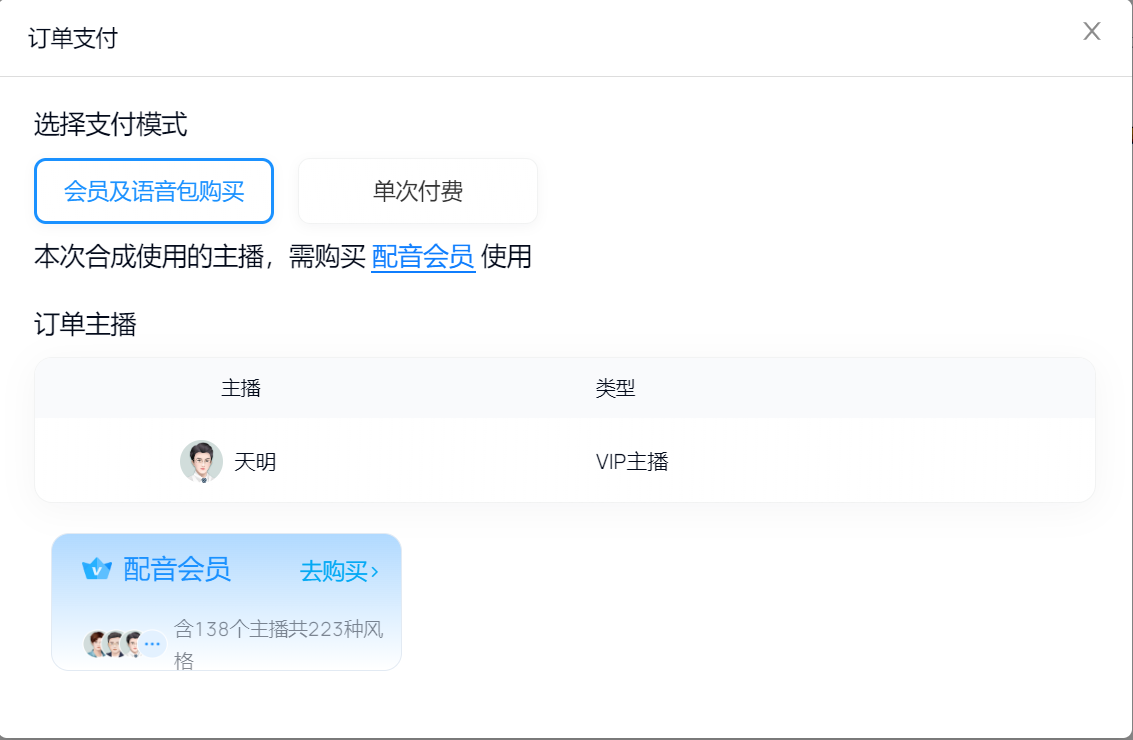 订单支付
选择支付模式
会员及语音包购买 单次付费
本次合成使用的主播，需购买 配音会员 使用
订单主播
主播 类型
天明 VIP主播
配音会员 去购买
含138个主播共223种风
格